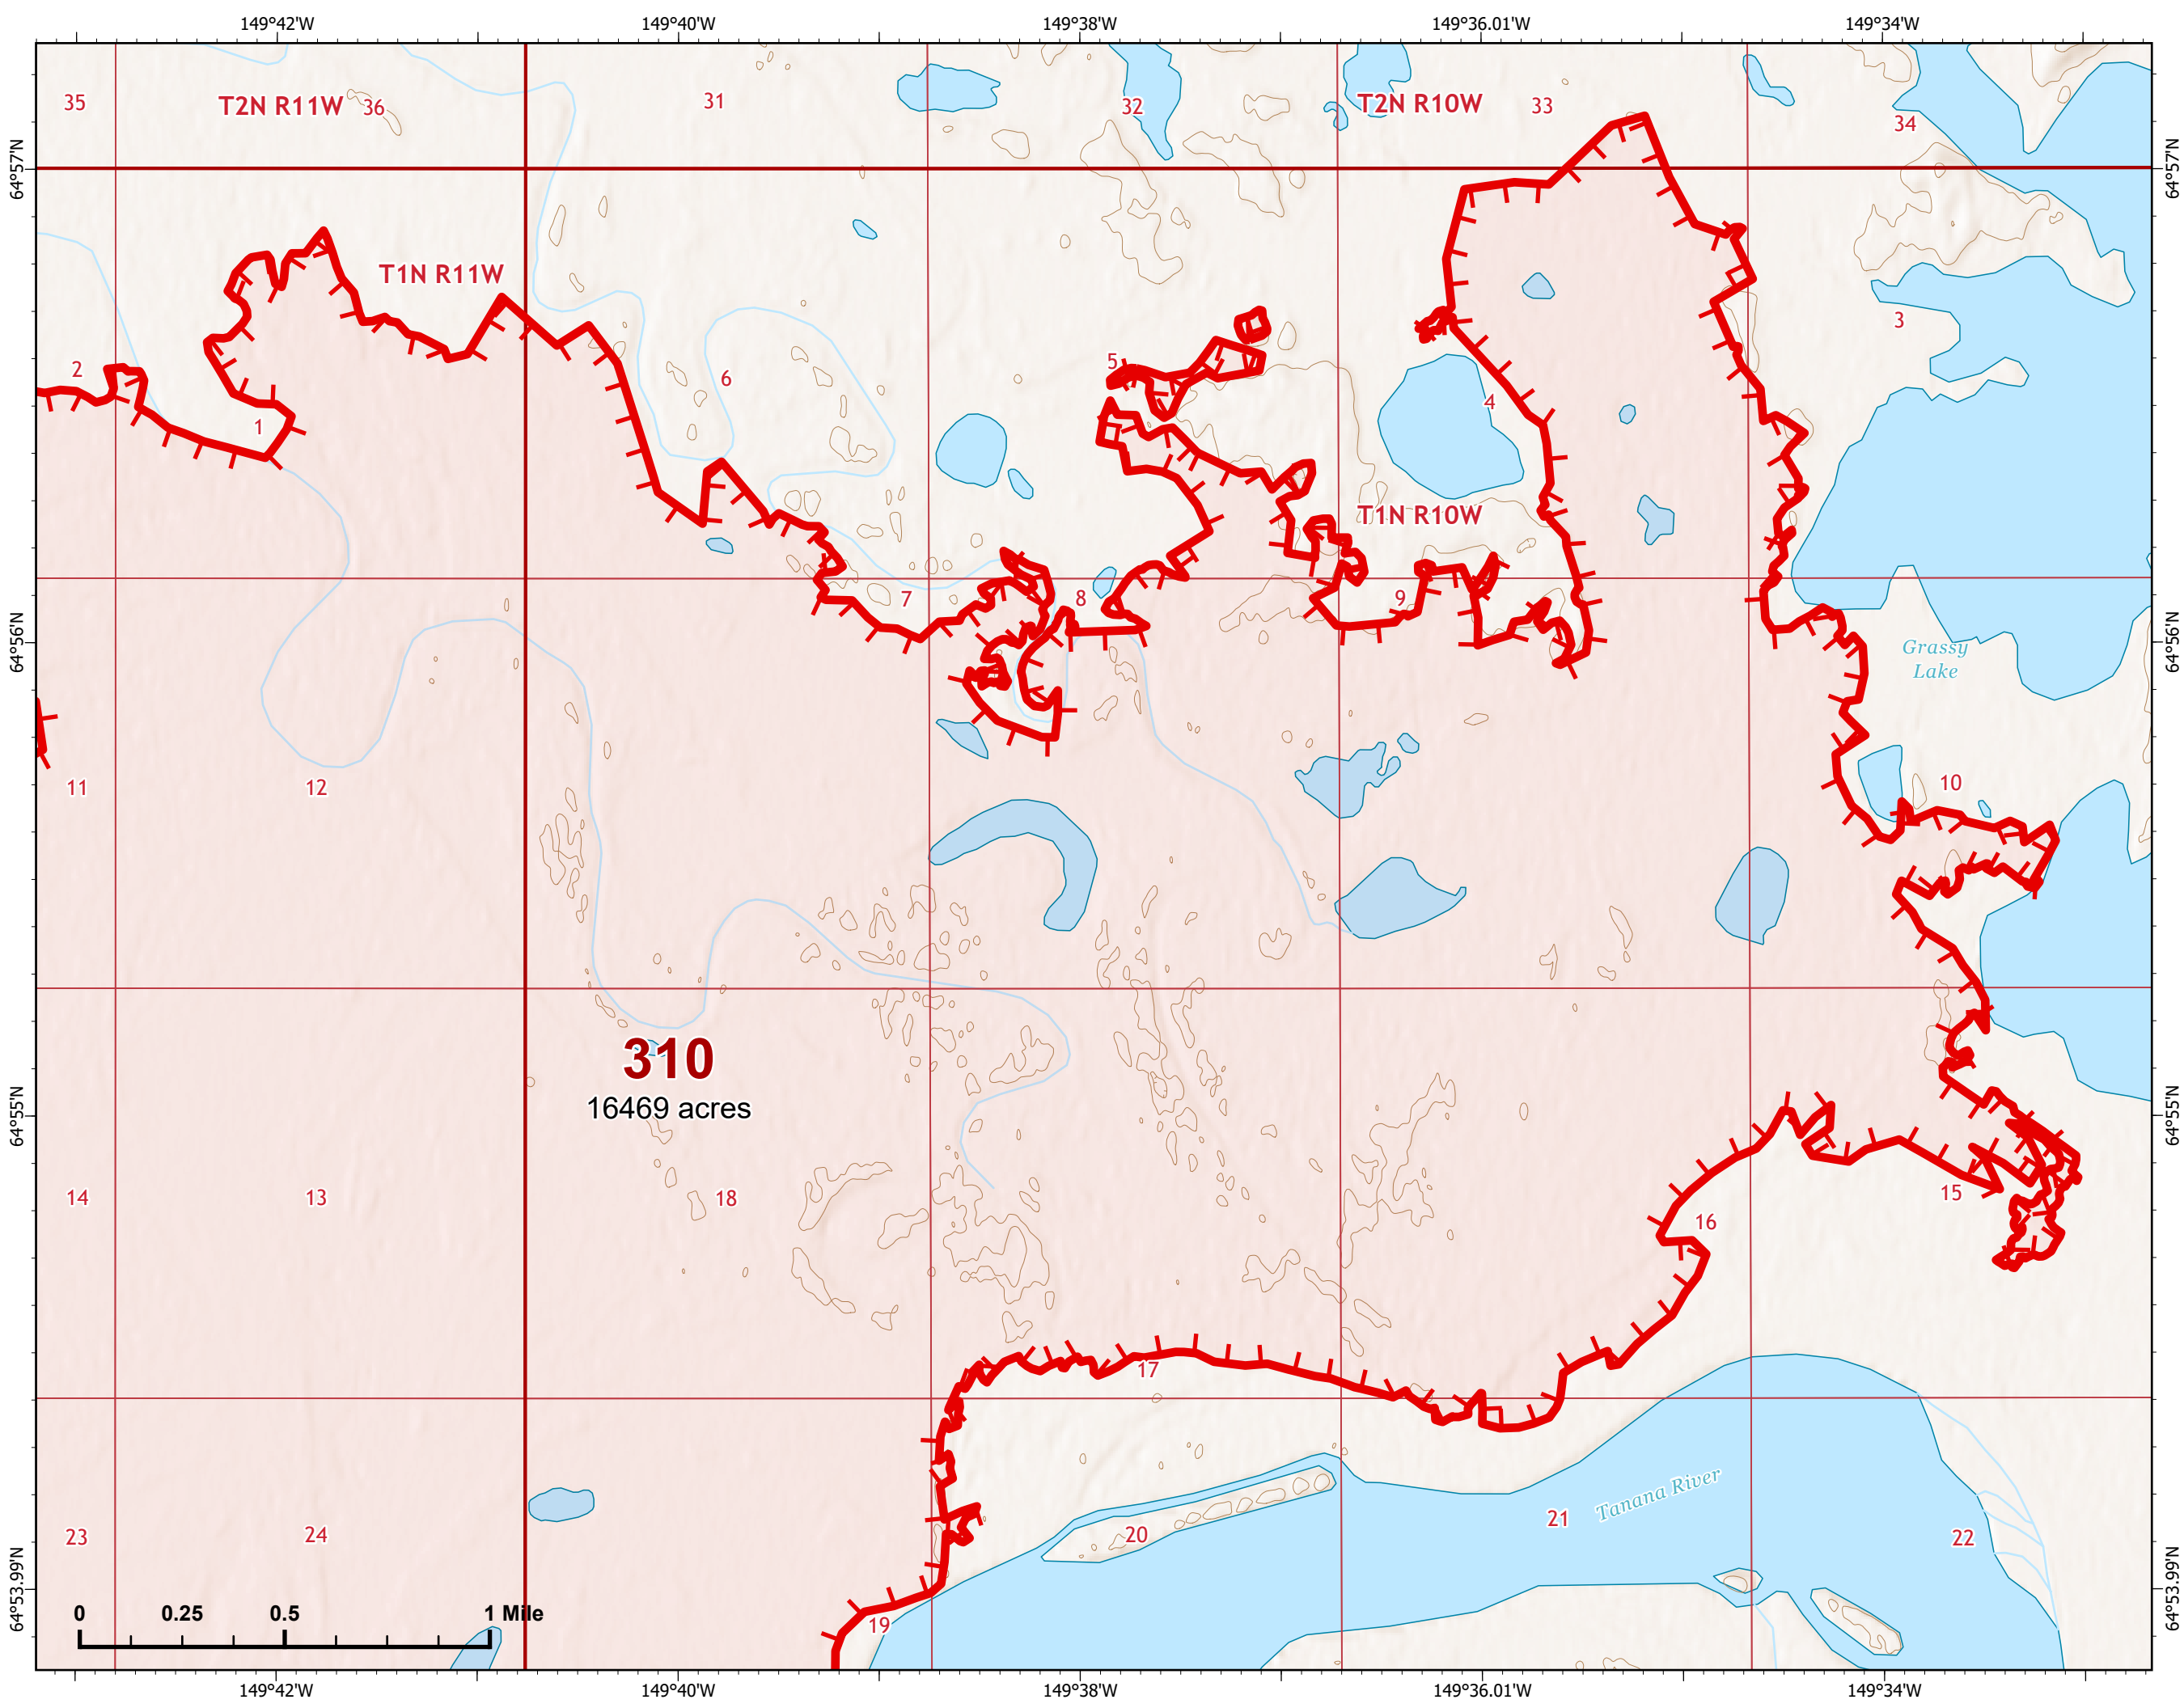 149°42'W
149°40'W
149°38'W
149°36.01'W
149°34'W
35
T2N R11W
36
31
32
T2N R10W
33
34
64°57'N
64°57'N
T1N R11W
3
2
6
5
4
1
T1N R10W
7
8
9
64°56'N
64°56'N
Grassy
Lake
11
12
10
310
16469 acres
64°55'N
64°55'N
14
13
18
15
16
17
23
24
20
21
Tanana River
22
64°53.99'N
64°53.99'N
0 0.25 0.5 1 Mile
19
149°42'W
149°40'W
149°38'W
149°36.01'W
149°34'W